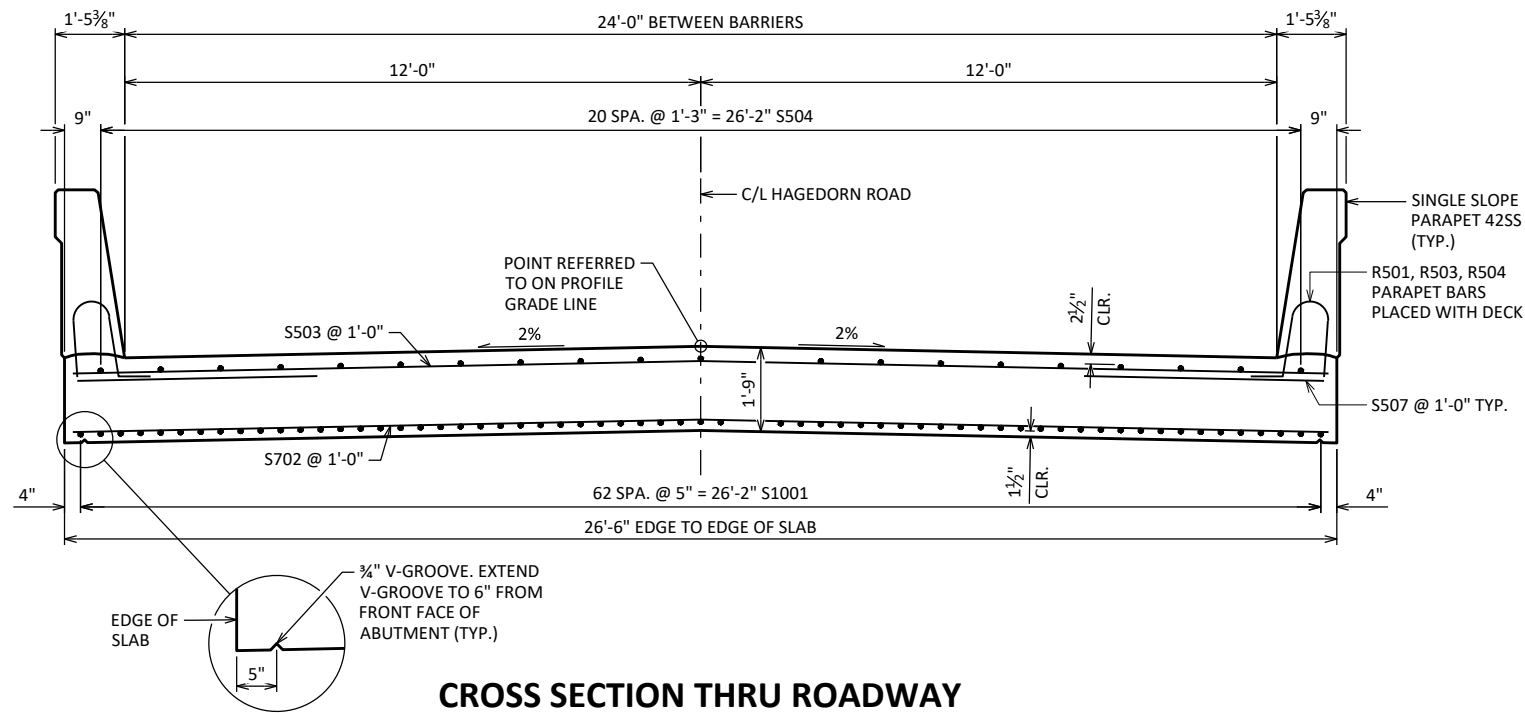 1'-5⅜"
24'-0" BETWEEN BARRIERS
1'-5⅜"
12'-0"
12'-0"
9"
20 SPA. @ 1'-3" = 26'-2" S504
9"
C/L HAGEDORN ROAD
SINGLE SLOPE
PARAPET 42SS
(TYP.)
POINT REFERRED
TO ON PROFILE
GRADE LINE
R501, R503, R504
PARAPET BARS
PLACED WITH DECK
S503 @ 1'-0"
2%
2%
2½"
CLR.
1'-9"
S507 @ 1'-0" TYP.
S702 @ 1'-0"
1½"
CLR.
4"
62 SPA. @ 5" = 26'-2" S1001
4"
26'-6" EDGE TO EDGE OF SLAB
¾" V-GROOVE. EXTEND
V-GROOVE TO 6" FROM
FRONT FACE OF
ABUTMENT (TYP.)
EDGE OF
SLAB
5"
CROSS SECTION THRU ROADWAY